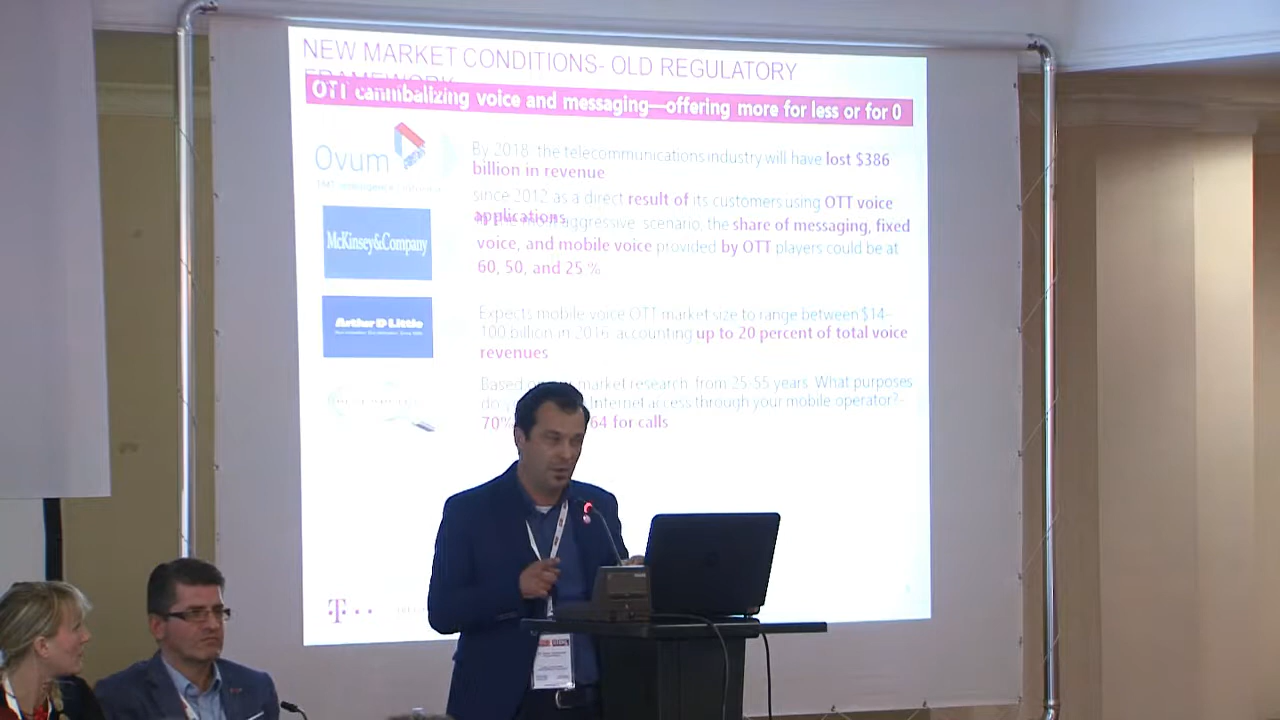 NEW MARKET CONDITIONS- OLD REGULATORY
FRAMEWORK
OTT cannibalizing voice and messaging—offering more for less or for 0
Ovum
By 2018, the telecommunications industry will have lost $386
billion in revenue
since 2012 as a direct result of its customers using OTT voice
applications.
McKinsey&Company
the most aggressive scenario, the share of messaging, fixed
voice, and mobile voice provided by OTT players could be at
60, 50, and 25 %
Arthur D Little
Expects mobile voice OTT market size to range between $14-
100 billion in 2016, accounting up to 20 percent of total voice
revenues
Based on market research, from 25-55 years. What purposes
do Internet access through your mobile operator?-
70% 64 for calls
T